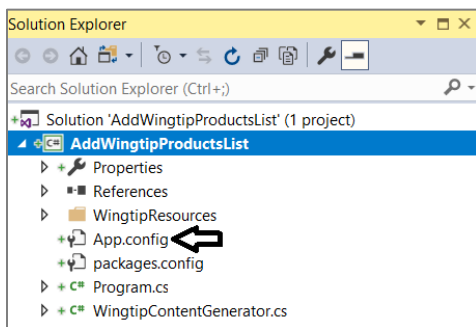 Solution Explorer
Search Solution Explorer (Ctrl+;)
Solution 'AddWingtipProductsList' (1 project)
C# AddWingtipProductsList
Properties
References
WingtipResources
App.config
packages.config
C# Program.cs
C# WingtipContentGenerator.cs